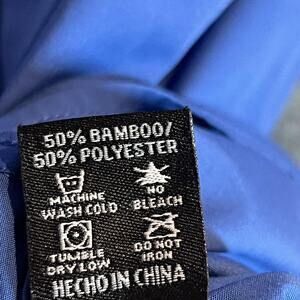 50% BAMBOO/
50% POLYESTER
MACHINE
WASH COLD
NO
BLEACH
TUMBLE
DRY LOW
DO NOT
IRON
HECHO IN CHINA